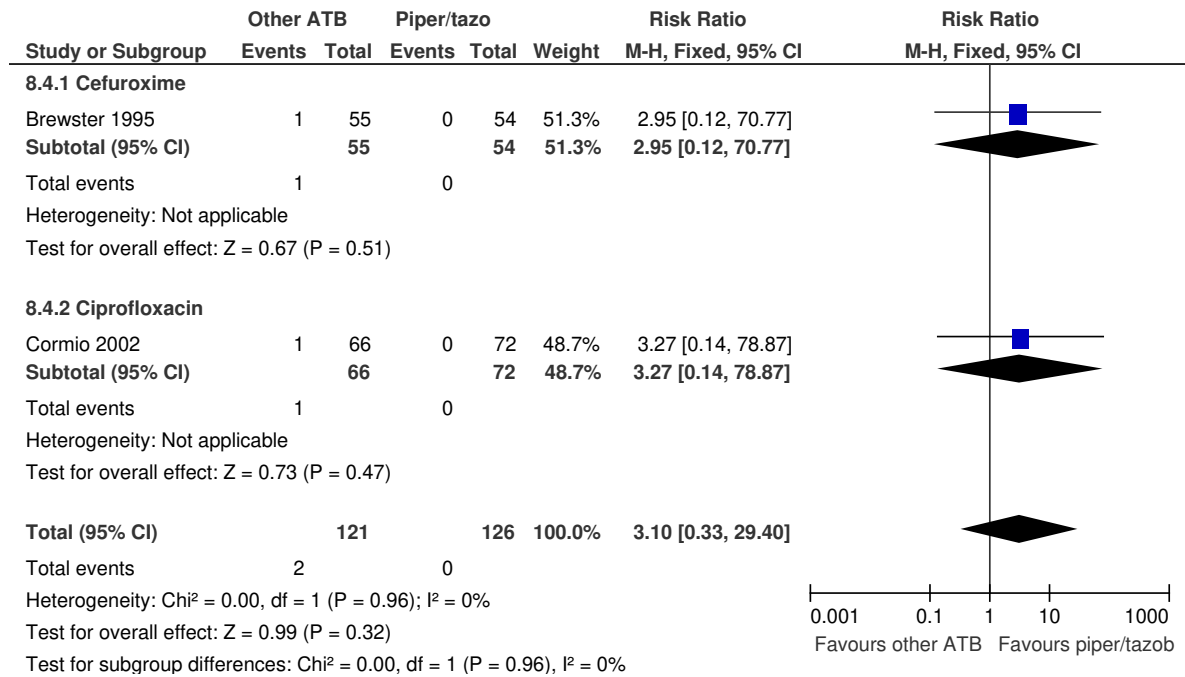 Other ATB Piper/tazo Risk Ratio Risk Ratio
Study or Subgroup Events Total Events Total Weight M-H, Fixed, 95% CI M-H, Fixed, 95% CI
8.4.1 Cefuroxime
Brewster 1995 1 55 0 54 51.3% 2.95 [0.12, 70.77]
Subtotal (95% CI) 55 54 51.3% 2.95 [0.12, 70.77]
Total events 1 0
Heterogeneity: Not applicable
Test for overall effect: Z = 0.67 (P = 0.51)
8.4.2 Ciprofloxacin
Cormio 2002 1 66 0 72 48.7% 3.27 [0.14, 78.87]
Subtotal (95% CI) 66 72 48.7% 3.27 [0.14, 78.87]
Total events 1 0
Heterogeneity: Not applicable
Test for overall effect: Z = 0.73 (P = 0.47)
Total (95% CI) 121 126 100.0% 3.10 [0.33, 29.40]
Total events 2 0
Heterogeneity: Chi² = 0.00, df = 1 (P = 0.96); I² = 0%
Test for overall effect: Z = 0.99 (P = 0.32)
Test for subgroup differences: Chi² = 0.00, df = 1 (P = 0.96), I² = 0%
0.001 0.1 1 10 1000
Favours other ATB Favours piper/tazob